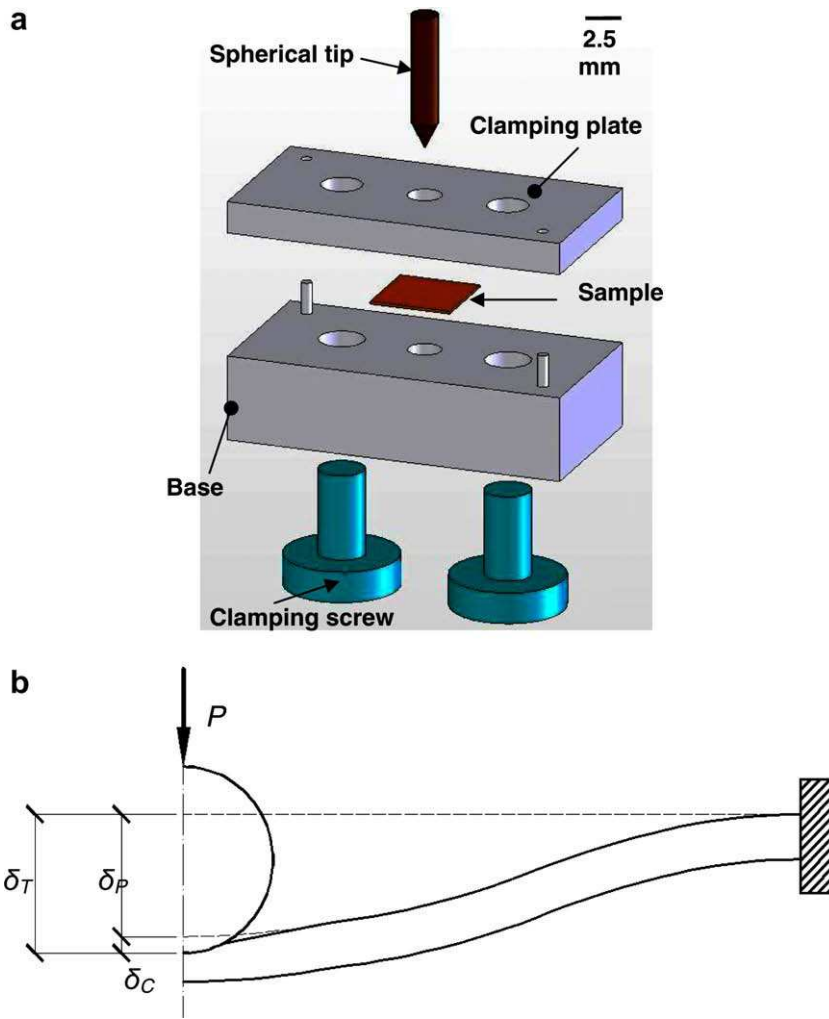 a
2.5
mm
Spherical tip
Clamping plate
Sample
Base
Clamping screw
b
P
δT
δP
δC